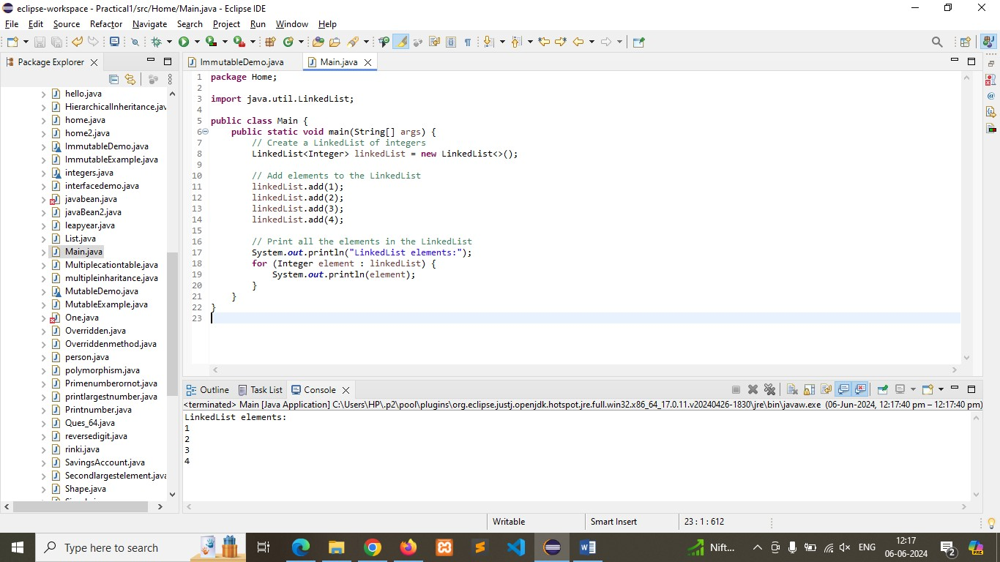 eclipse-workspace - Practical1/src/Home/Main.java - Eclipse IDE
File Edit Source Refactor Navigate Search Project Run Window Help
Package Explorer
hello.java
HierarchicalInheritance.jav
home.java
home2.java
ImmutableDemo.java
ImmutableExample.java
integers.java
interfacedemo.java
javabean.java
javaBean2.java
leapyear.java
List.java
Main.java
Multiplecationtable.java
multipleinharitance.java
MutableDemo.java
MutableExample.java
One.java
Overridden.java
Overriddenmethod.java
person.java
polymorphism.java
Primenumberornot.java
printlargestnumber.java
Printnumber.java
Ques_64.java
reversedigit.java
rinki.java
SavingsAccount.java
Secondlargestelement.java
Shape.java
ImmutableDemo.java Main.java
1 package Home;
2
3 import java.util.LinkedList;
4
5 public class Main {
6 public static void main(String[] args) {
7 // Create a LinkedList of integers
8 LinkedList<Integer> linkedList = new LinkedList<>();
9
10 // Add elements to the LinkedList
11 linkedList.add(1);
12 linkedList.add(2);
13 linkedList.add(3);
14 linkedList.add(4);
15
16 // Print all the elements in the LinkedList
17 System.out.println("LinkedList elements:");
18 for (Integer element : linkedList) {
19 System.out.println(element);
20 }
21 }
22 }
23
Outline Task List Console
<terminated> Main [Java Application] C:\Users\HP\.p2\pool\plugins\org.eclipse.justj.openjdk.hotspot.jre.full.win32.x86_64_17.0.11.v20240426-1830\jre\bin\javaw.exe (06-Jun-2024, 12:17:40 pm – 12:17:40 pm)
LinkedList elements:
1
2
3
4
Writable Smart Insert 23 : 1 : 612
Type here to search Nift... ENG 12:17
06-06-2024 2 PRE